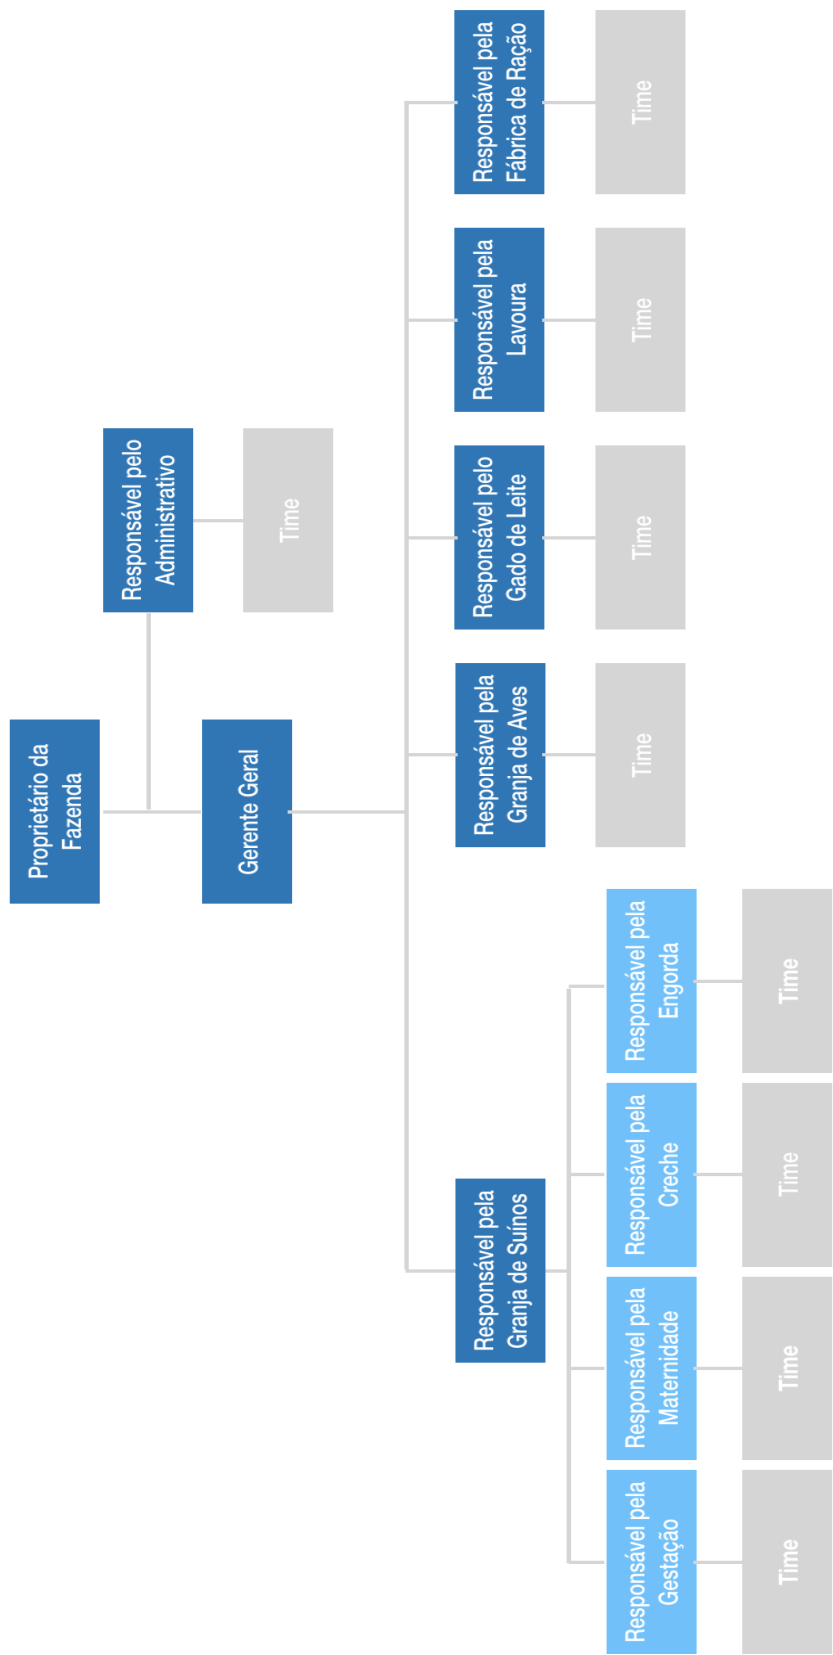 Proprietário da
Fazenda
Responsável pelo
Administrativo
Time
Gerente Geral
Responsável pela
Granja de Suínos
Responsável pela
Granja de Aves
Responsável pelo
Gado de Leite
Responsável pela
Lavoura
Responsável pela
Fábrica de Ração
Time
Time
Time
Time
Responsável pela
Gestação
Responsável pela
Maternidade
Responsável pela
Creche
Responsável pela
Engorda
Time
Time
Time
Time